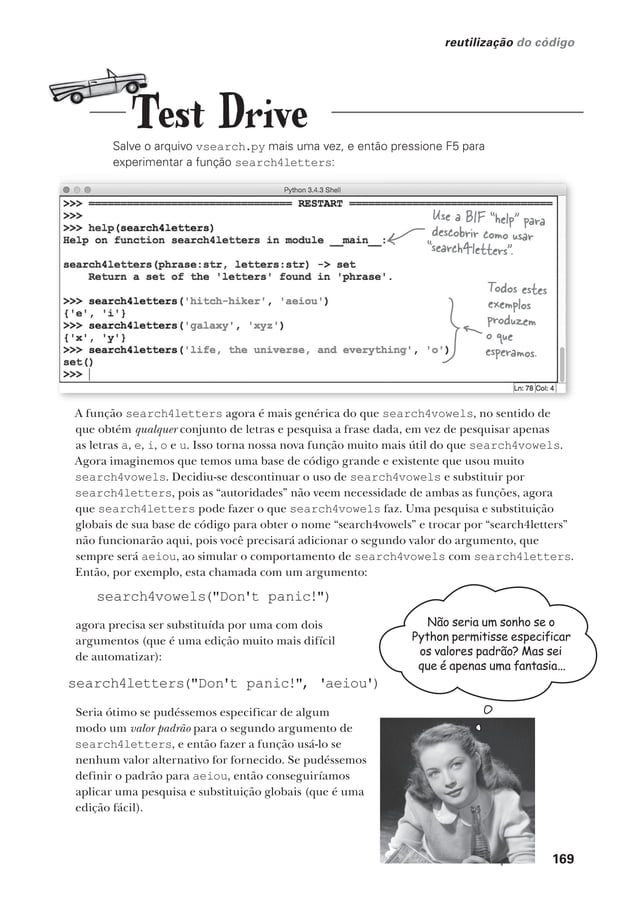 reutilização do código
Test Drive
Salve o arquivo vsearch.py mais uma vez, e então pressione F5 para
experimentar a função search4letters:
Python 3.4.3 Shell
>>> ================================ RESTART ================================
>>>
>>> help(search4letters)
Help on function search4letters in module __main__:
search4letters(phrase:str, letters:str) -> set
    Return a set of the 'letters' found in 'phrase'.
>>> search4letters('hitch-hiker', 'aeiou')
{'e', 'i'}
>>> search4letters('galaxy', 'xyz')
{'x', 'y'}
>>> search4letters('life, the universe, and everything', 'o')
set()
>>>
Ln: 78 Col: 4
Use a BIF "help" para
descobrir como usar
"search4letters".
Todos estes
exemplos
produzem
o que
esperamos.
A função search4letters agora é mais genérica do que search4vowels, no sentido de
que obtém qualquer conjunto de letras e pesquisa a frase dada, em vez de pesquisar apenas
as letras a, e, i, o e u. Isso torna nossa nova função muito mais útil do que search4vowels.
Agora imaginemos que temos uma base de código grande e existente que usou muito
search4vowels. Decidiu-se descontinuar o uso de search4vowels e substituir por
search4letters, pois as “autoridades” não veem necessidade de ambas as funções, agora
que search4letters pode fazer o que search4vowels faz. Uma pesquisa e substituição
globais de sua base de código para obter o nome “search4vowels” e trocar por “search4letters”
não funcionarão aqui, pois você precisará adicionar o segundo valor do argumento, que
sempre será aeiou, ao simular o comportamento de search4vowels com search4letters.
Então, por exemplo, esta chamada com um argumento:
search4vowels("Don't panic!")
agora precisa ser substituída por uma com dois
argumentos (que é uma edição muito mais difícil
de automatizar):
search4letters("Don't panic!", 'aeiou')
Seria ótimo se pudéssemos especificar de algum
modo um valor padrão para o segundo argumento de
search4letters, e então fazer a função usá-lo se
nenhum valor alternativo for fornecido. Se pudéssemos
definir o padrão para aeiou, então conseguiríamos
aplicar uma pesquisa e substituição globais (que é uma
edição fácil).
Não seria um sonho se o
Python permitisse especificar
os valores padrão? Mas sei
que é apenas uma fantasia...
169